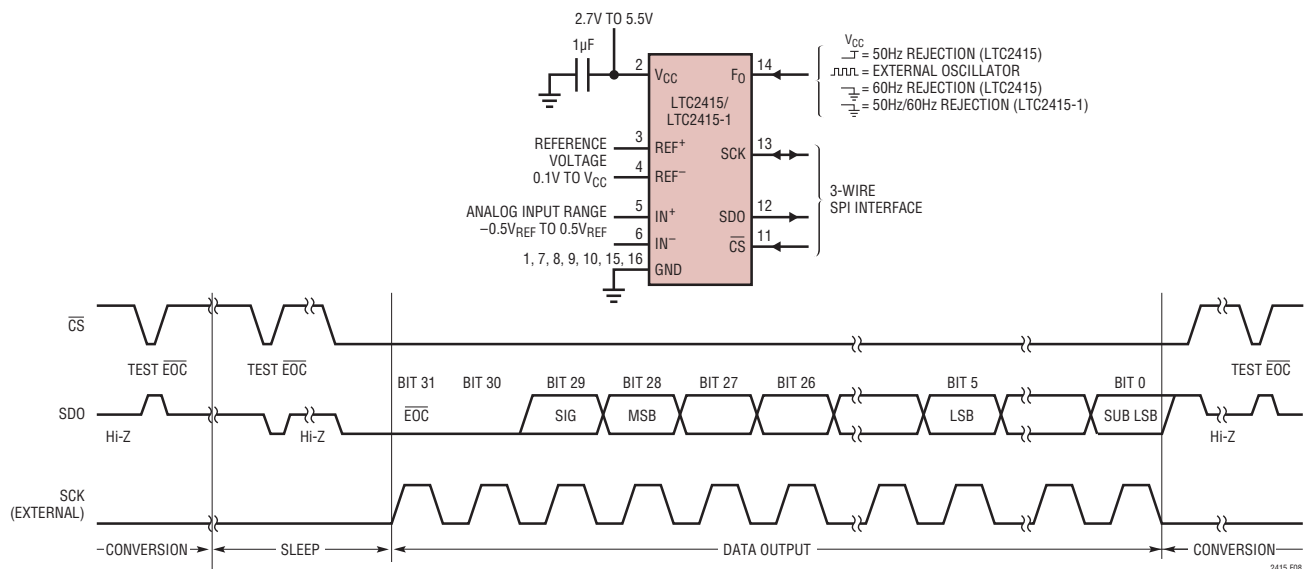 2.7V TO 5.5V
1µF
2
VCC
FO
14
LTC2415/
LTC2415-1
VCC
= 50Hz REJECTION (LTC2415)
= EXTERNAL OSCILLATOR
= 60Hz REJECTION (LTC2415)
= 50Hz/60Hz REJECTION (LTC2415-1)
REFERENCE
VOLTAGE
0.1V TO VCC
3
REF+
4
REF–
SCK
13
ANALOG INPUT RANGE
–0.5VREF TO 0.5VREF
5
IN+
6
IN–
SDO
12
CS
11
3-WIRE
SPI INTERFACE
1, 7, 8, 9, 10, 15, 16
GND
CS
TEST EOC
TEST EOC
TEST EOC
BIT 31
BIT 30
BIT 29
BIT 28
BIT 27
BIT 26
BIT 5
BIT 0
SDO
Hi-Z
Hi-Z
EOC
SIG
MSB
LSB
SUB LSB
Hi-Z
SCK
(EXTERNAL)
CONVERSION
SLEEP
DATA OUTPUT
CONVERSION
2415 F08